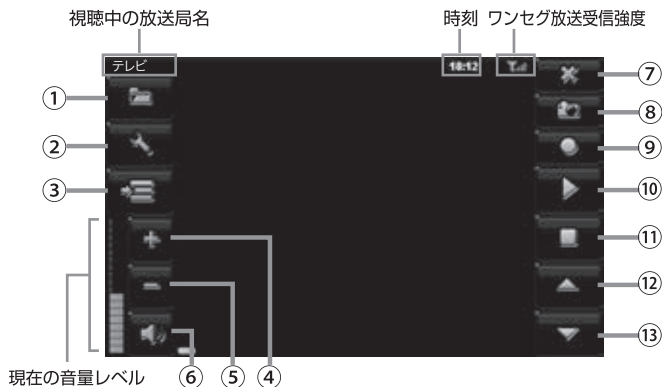 視聴中の放送局名
時刻 ワンセグ放送受信強度
テレビ
18:12
①
②
③
⑦
⑧
⑨
⑩
⑪
⑫
⑬
現在の音量レベル
⑥ ⑤ ④